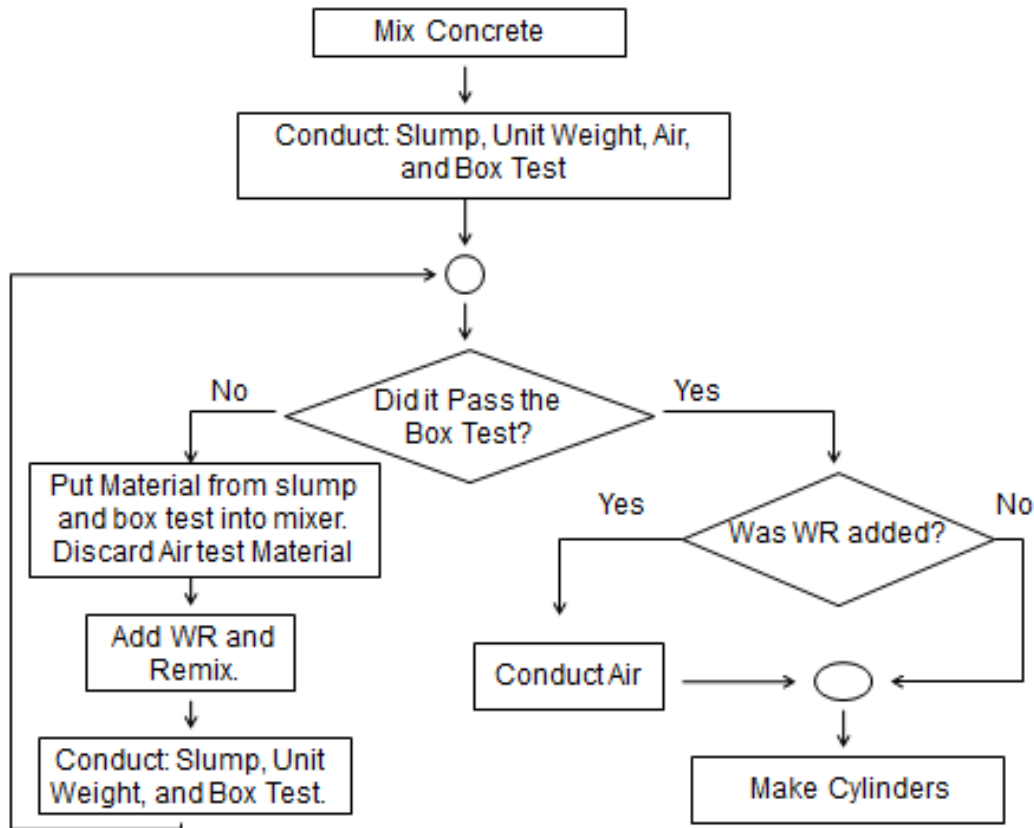 Mix Concrete
Conduct: Slump, Unit Weight, Air,
and Box Test
Did it Pass the
Box Test?
No
Yes
Put Material from slump
and box test into mixer.
Discard Air test Material
Add WR and
Remix.
Conduct: Slump, Unit
Weight, and Box Test.
Was WR added?
Yes
No
Conduct Air
Make Cylinders